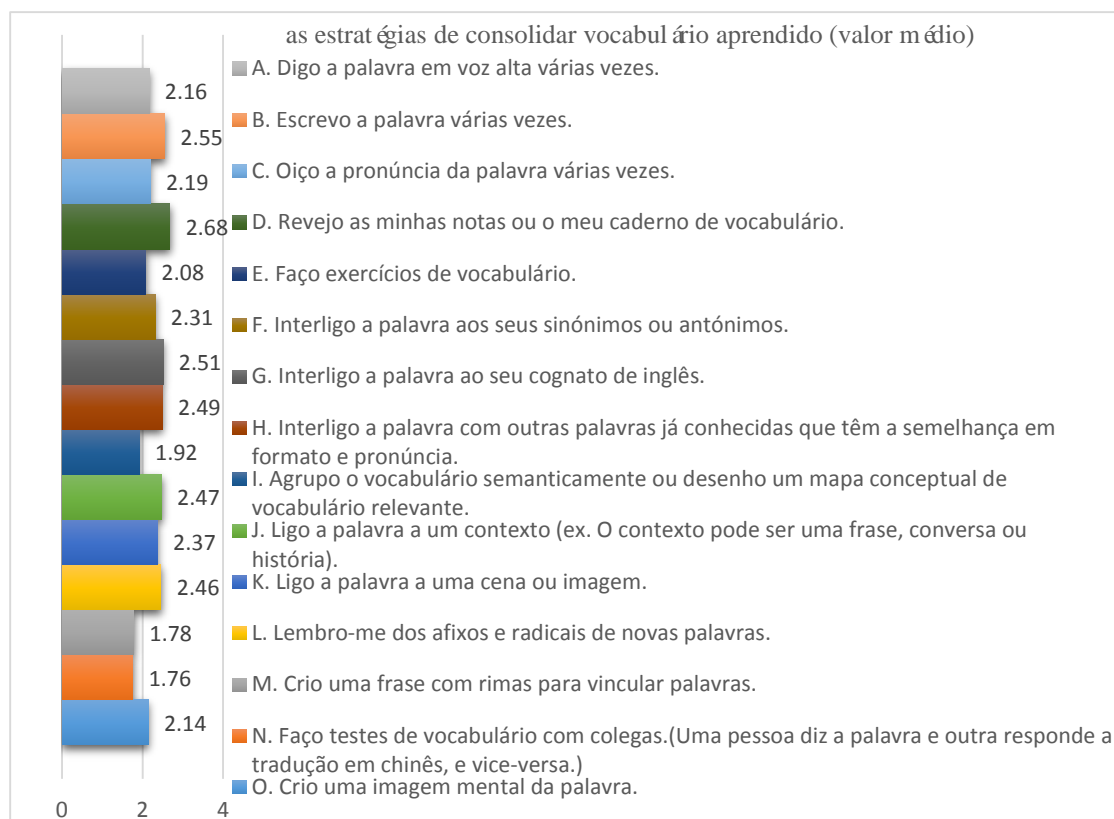 as estratégias de consolidar vocabulário aprendido (valor médio)
2.16
A. Digo a palavra em voz alta várias vezes.
2.55
B. Escrevo a palavra várias vezes.
2.19
C. Oiço a pronúncia da palavra várias vezes.
2.68
D. Revejo as minhas notas ou o meu caderno de vocabulário.
2.08
E. Faço exercícios de vocabulário.
2.31
F. Interligo a palavra aos seus sinónimos ou antónimos.
2.51
G. Interligo a palavra ao seu cognato de inglês.
2.49
H. Interligo a palavra com outras palavras já conhecidas que têm a semelhança em
formato e pronúncia.
1.92
I. Agrupo o vocabulário semanticamente ou desenho um mapa conceptual de
vocabulário relevante.
2.47
J. Ligo a palavra a um contexto (ex. O contexto pode ser uma frase, conversa ou
história).
2.37
K. Ligo a palavra a uma cena ou imagem.
2.46
L. Lembro-me dos afixos e radicais de novas palavras.
1.78
M. Crio uma frase com rimas para vincular palavras.
1.76
N. Faço testes de vocabulário com colegas.(Uma pessoa diz a palavra e outra responde a
tradução em chinês, e vice-versa.)
2.14
O. Crio uma imagem mental da palavra.
0 2 4